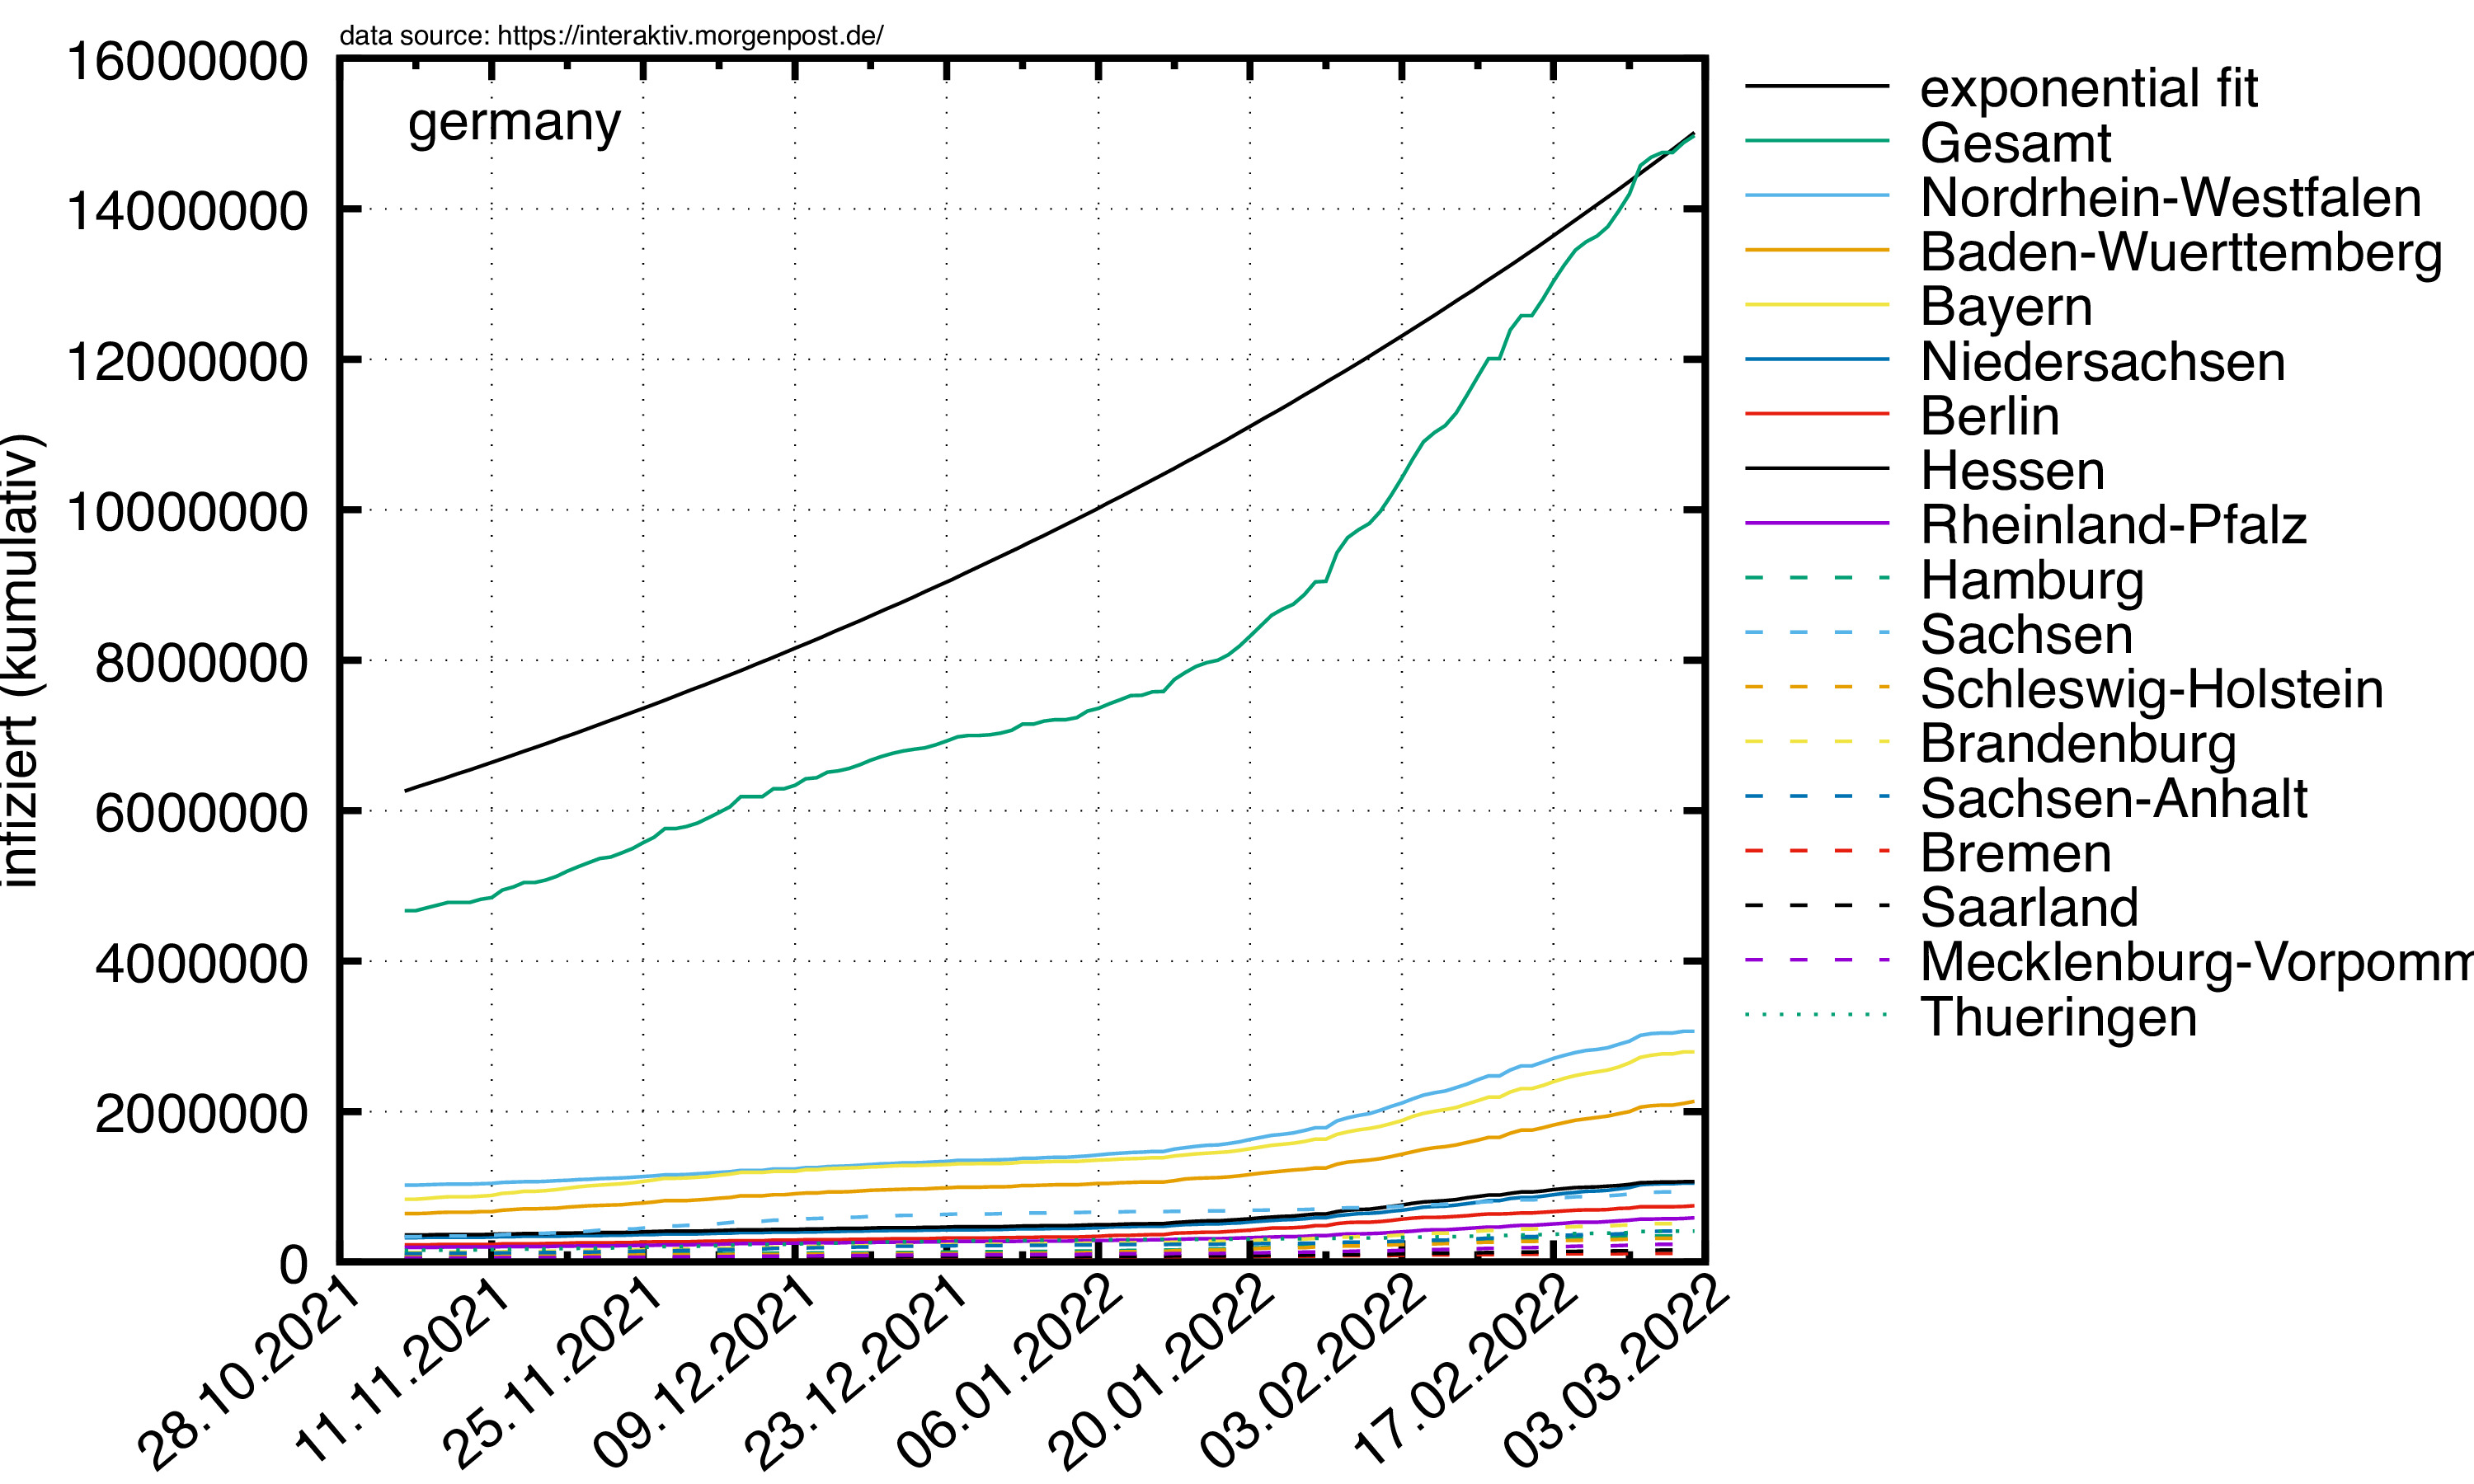 data source: https://interaktiv.morgenpost.de/
germany
infiziert (kumulativ)
16000000
14000000
12000000
10000000
8000000
6000000
4000000
2000000
0
28.10.2021
11.11.2021
25.11.2021
09.12.2021
23.12.2021
06.01.2022
20.01.2022
03.02.2022
17.02.2022
03.03.2022
exponential fit
Gesamt
Nordrhein-Westfalen
Baden-Wuerttemberg
Bayern
Niedersachsen
Berlin
Hessen
Rheinland-Pfalz
Hamburg
Sachsen
Schleswig-Holstein
Brandenburg
Sachsen-Anhalt
Bremen
Saarland
Mecklenburg-Vorpomm
Thueringen